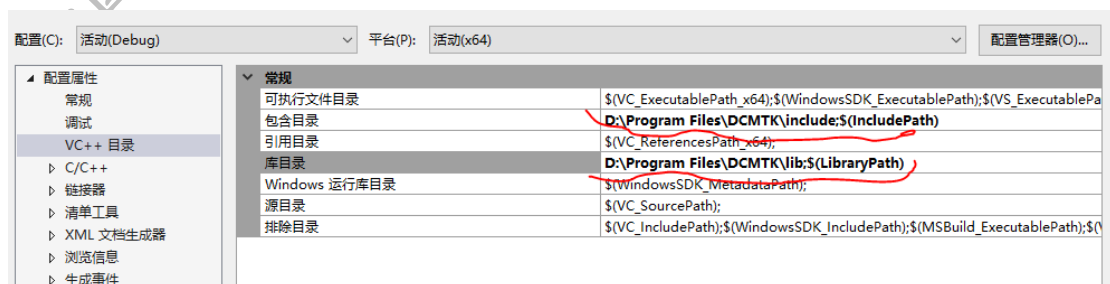 配置(C): 活动(Debug) 平台(P): 活动(x64) 配置管理器(O)...
配置属性
常规
调试
VC++ 目录
C/C++
链接器
清单工具
XML 文档生成器
浏览信息
生成事件
常规
可执行文件目录 $(VC_ExecutablePath_x64);$(WindowsSDK_ExecutablePath);$(VS_ExecutablePa
包含目录 D:\Program Files\DCMTK\include;$(IncludePath)
引用目录 $(VC_ReferencesPath_x64);
库目录 D:\Program Files\DCMTK\lib;$(LibraryPath)
Windows 运行库目录 $(WindowsSDK_MetadataPath);
源目录 $(VC_SourcePath);
排除目录 $(VC_IncludePath);$(WindowsSDK_IncludePath);$(MSBuild_ExecutablePath);$(